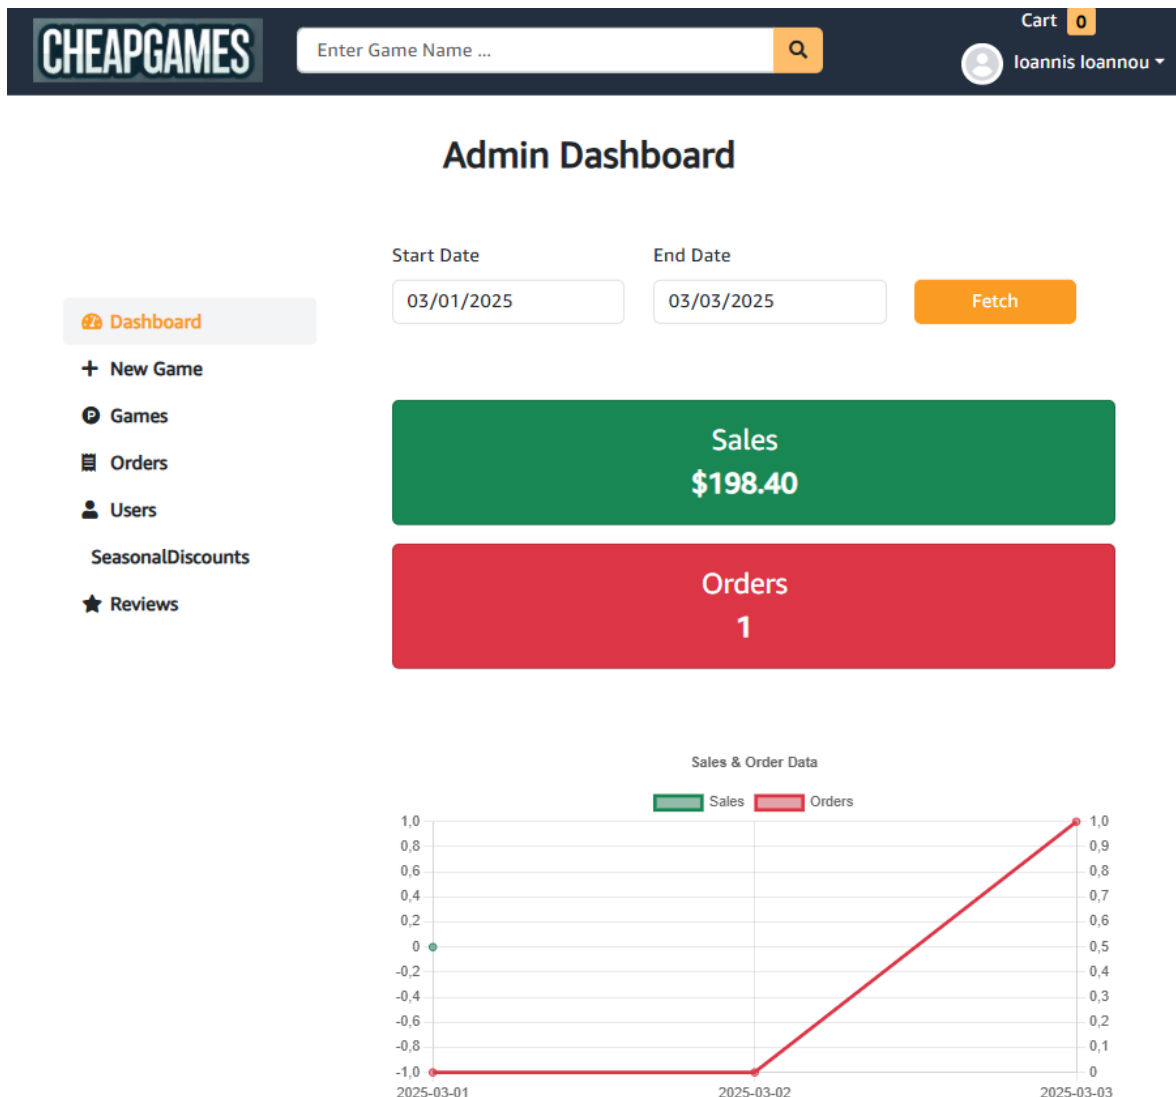 CHEAPGAMES
Enter Game Name ...
Cart 0
Ioannis Ioannou
Admin Dashboard
Start Date
End Date
03/01/2025
03/03/2025
Fetch
Dashboard
New Game
Games
Orders
Users
SeasonalDiscounts
Reviews
Sales
$198.40
Orders
1
Sales & Order Data
Sales Orders
1,0 1,0
0,8 0,9
0,6 0,8
0,4 0,7
0,2 0,6
0 0,5
-0,2 0,4
-0,4 0,3
-0,6 0,2
-0,8 0,1
-1,0 0
2025-03-01 2025-03-02 2025-03-03